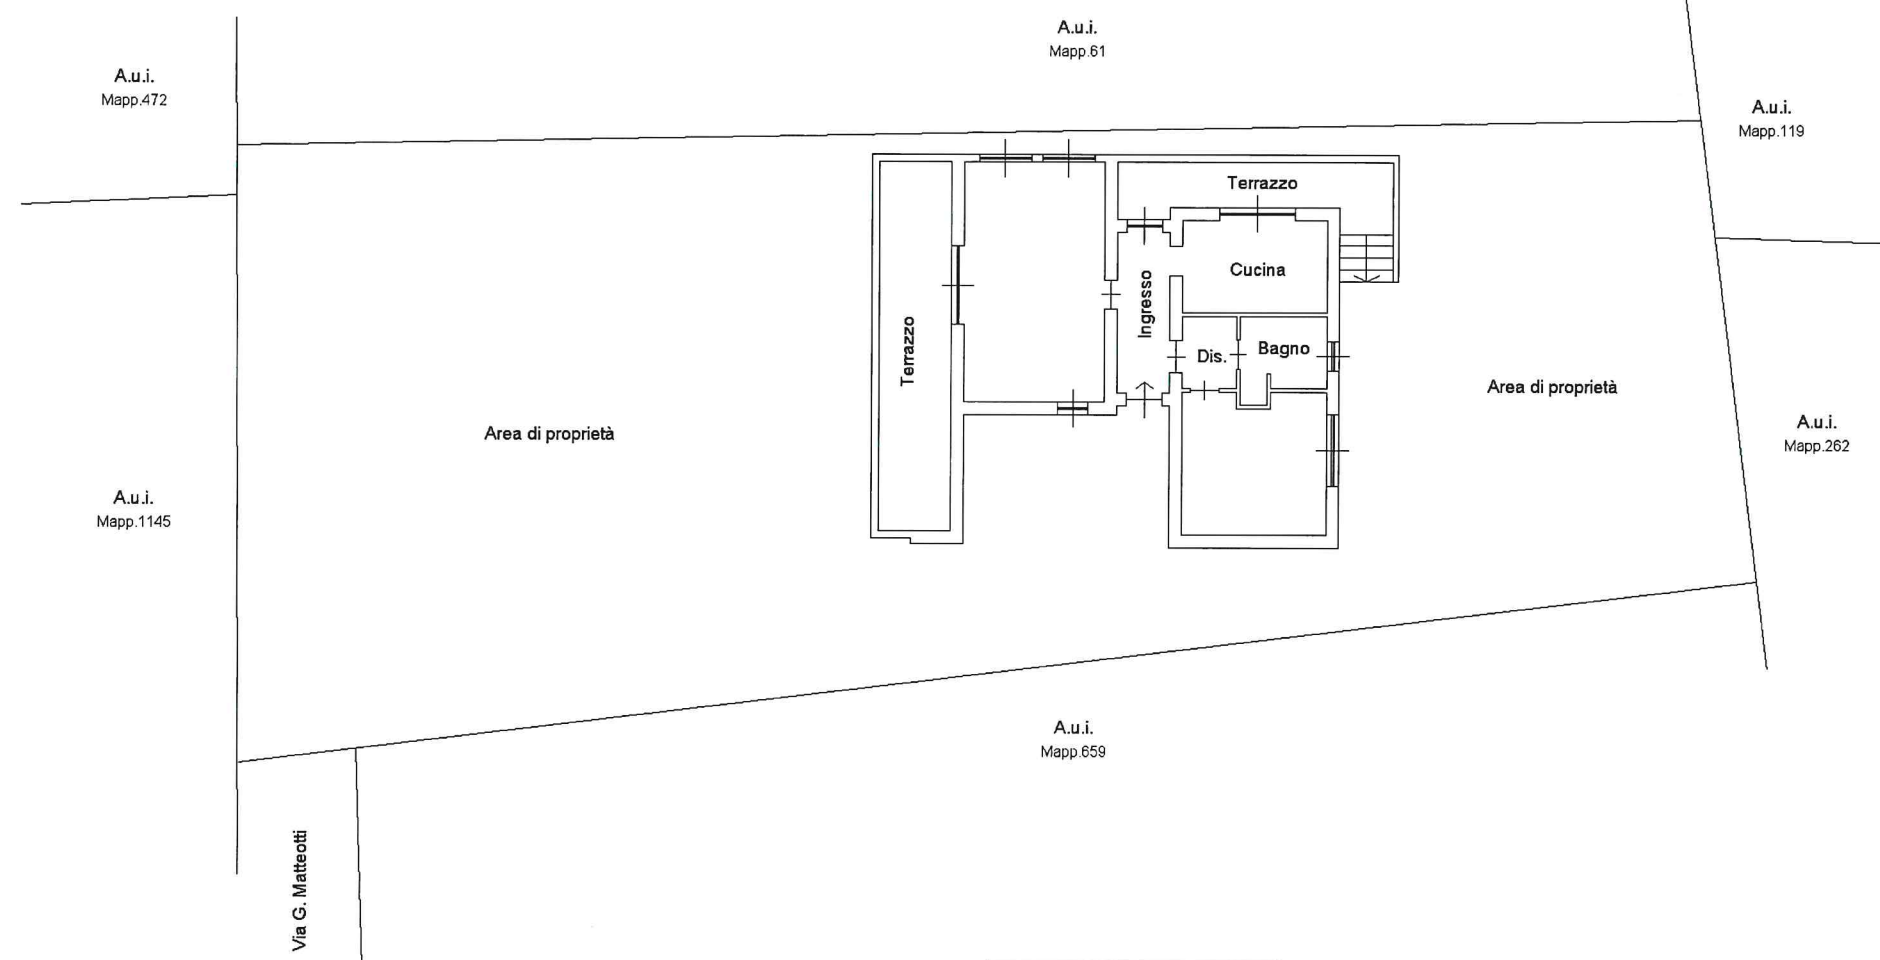 A.u.i.
Mapp.61
A.u.i.
Mapp.472
A.u.i.
Mapp.119
Terrazzo
Cucina
Ingresso
Terrazzo
Dis.
Bagno
Area di proprietà
Area di proprietà
A.u.i.
Mapp.262
A.u.i.
Mapp.1145
A.u.i.
Mapp.659
Via G. Matteotti